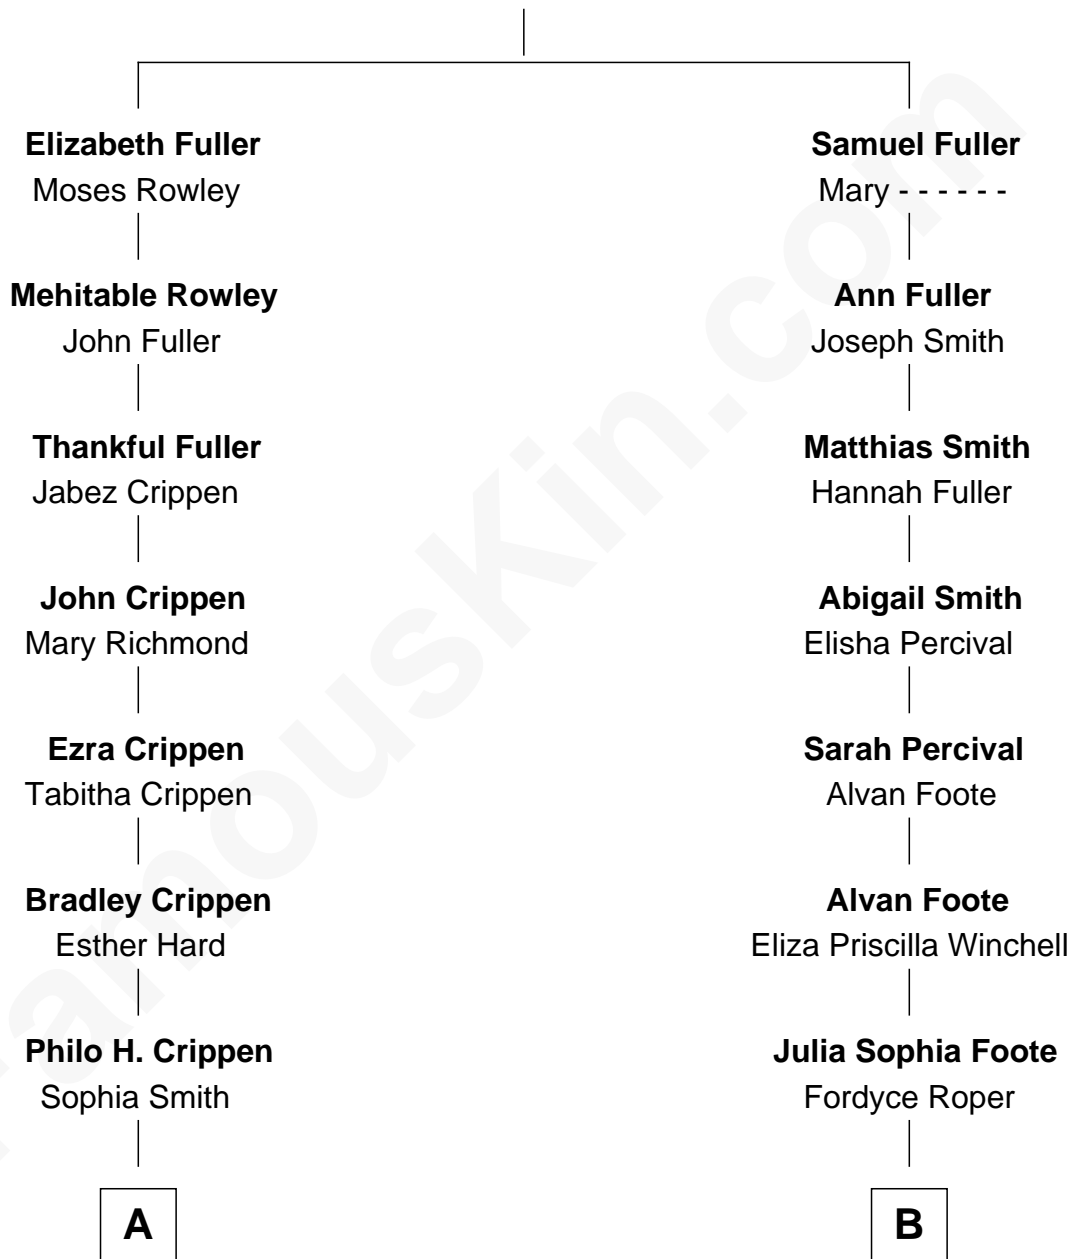 Elizabeth Fuller
Moses Rowley
Mehitable Rowley
John Fuller
Thankful Fuller
Jabez Crippen
John Crippen
Mary Richmond
Ezra Crippen
Tabitha Crippen
Bradley Crippen
Esther Hard
Philo H. Crippen
Sophia Smith
A
Samuel Fuller
Mary - - - - - -
Ann Fuller
Joseph Smith
Matthias Smith
Hannah Fuller
Abigail Smith
Elisha Percival
Sarah Percival
Alvan Foote
Alvan Foote
Eliza Priscilla Winchell
Julia Sophia Foote
Fordyce Roper
B
FamousKin.com